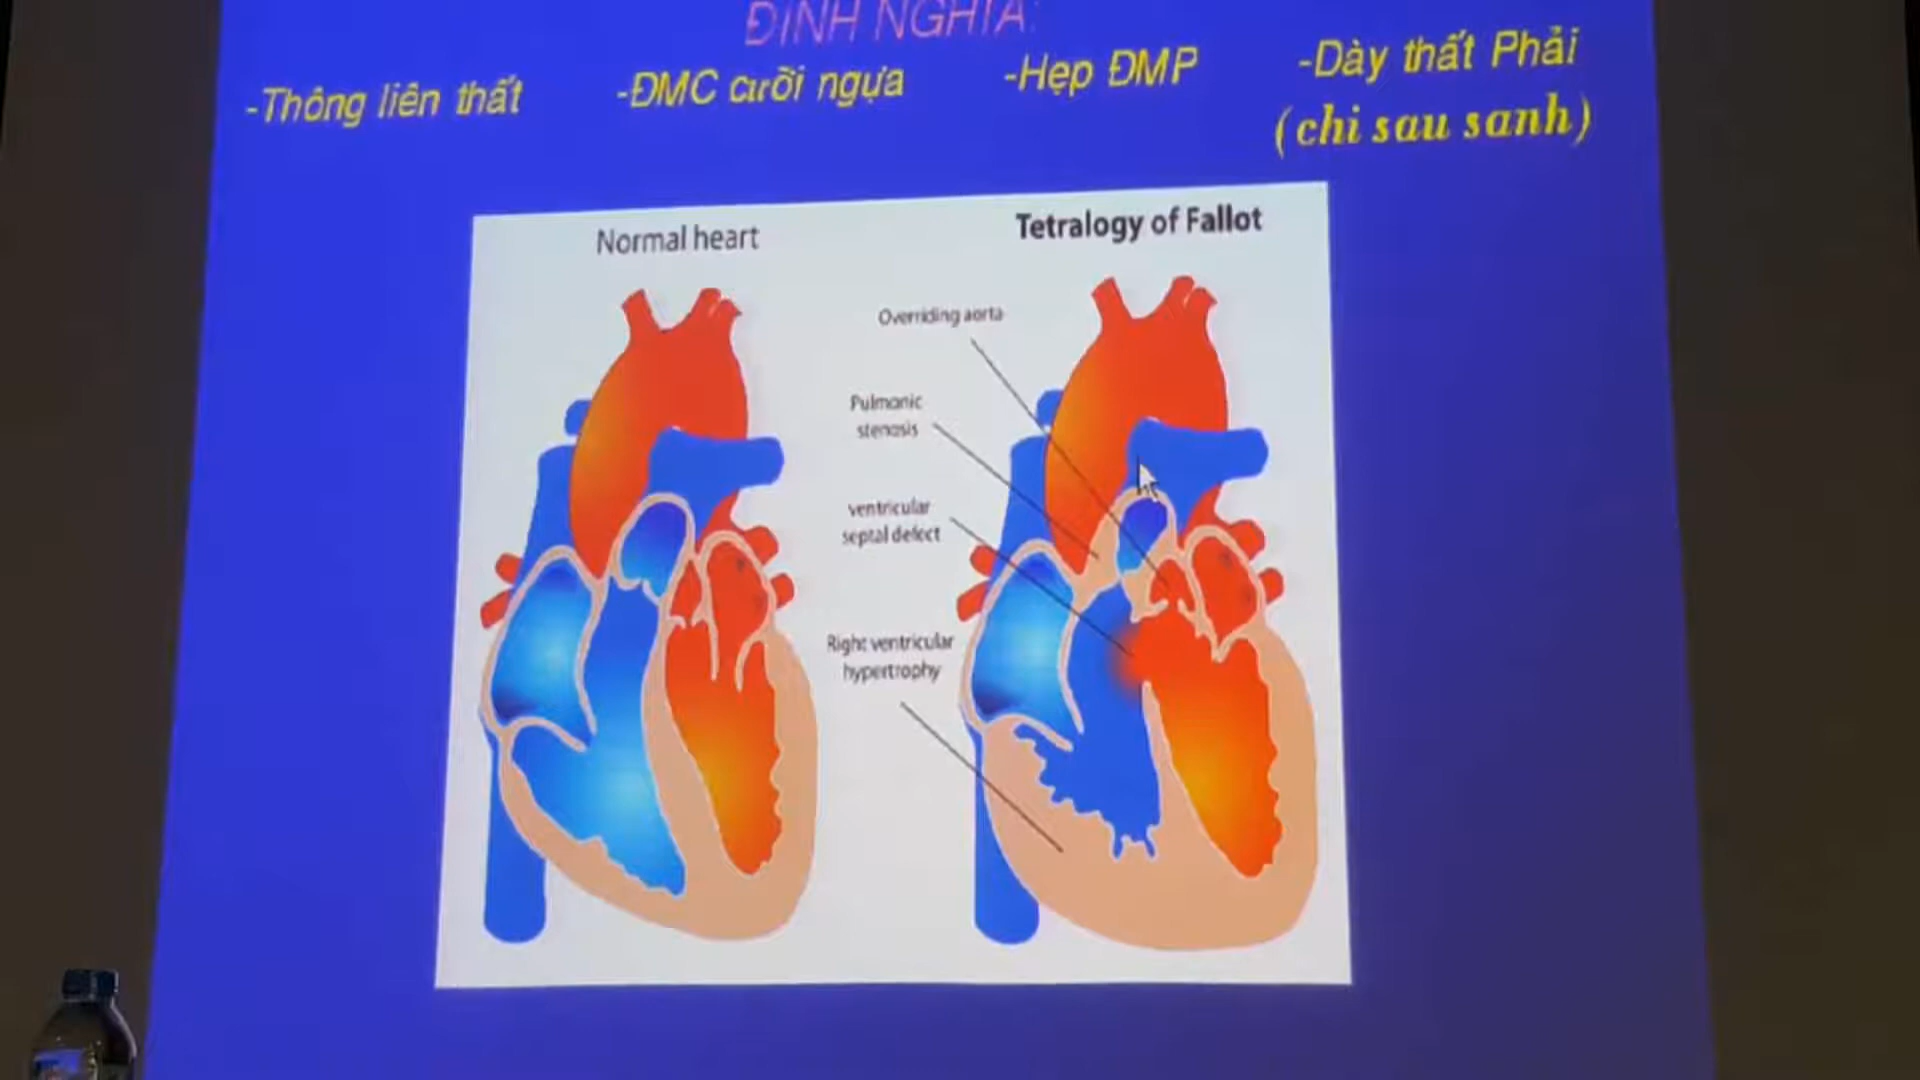 ĐỊNH NGHĨA:
-Thông liên thất -ĐMC cưỡi ngựa -Hẹp ĐMP -Dày thất Phải
(chi sau sanh)
Normal heart
Tetralogy of Fallot
Overriding aorta
Pulmonic
stenosis
ventricular
septal defect
Right ventricular
hypertrophy